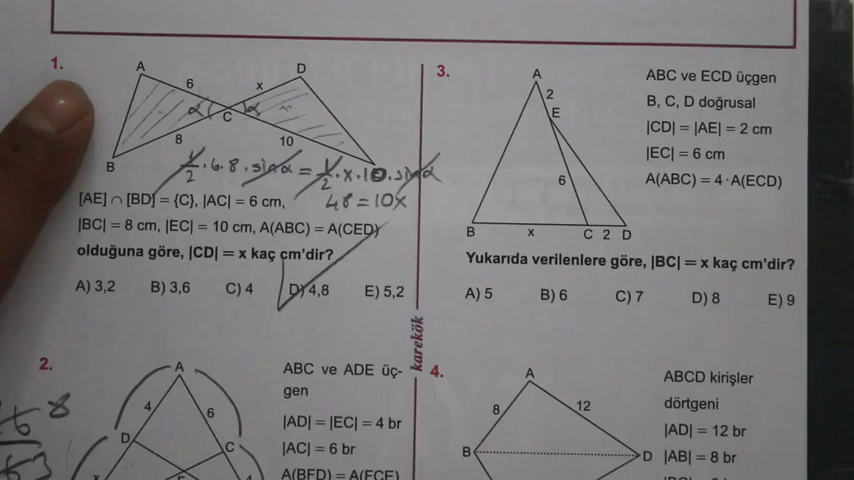 1.
A
D
6
x
α
α
C
8
10
B
1/2 · 6 · 8 · sinα = 1/2 · x · 10 · sinα
48 = 10x
[AE] ∩ [BD] = {C}, |AC| = 6 cm,
|BC| = 8 cm, |EC| = 10 cm, A(ABC) = A(CED)
olduğuna göre, |CD| = x kaç cm'dir?
A) 3,2 B) 3,6 C) 4 D) 4,8 E) 5,2
2.
A
4
6
D
C
ABC ve ADE üç-
gen
|AD| = |EC| = 4 br
|AC| = 6 br
8
karekök
3.
A
2
E
6
B
x
C 2 D
ABC ve ECD üçgen
B, C, D doğrusal
|CD| = |AE| = 2 cm
|EC| = 6 cm
A(ABC) = 4·A(ECD)
Yukarıda verilenlere göre, |BC| = x kaç cm'dir?
A) 5 B) 6 C) 7 D) 8 E) 9
4.
A
8
12
B
D
ABCD kirişler
dörtgeni
|AD| = 12 br
|AB| = 8 br